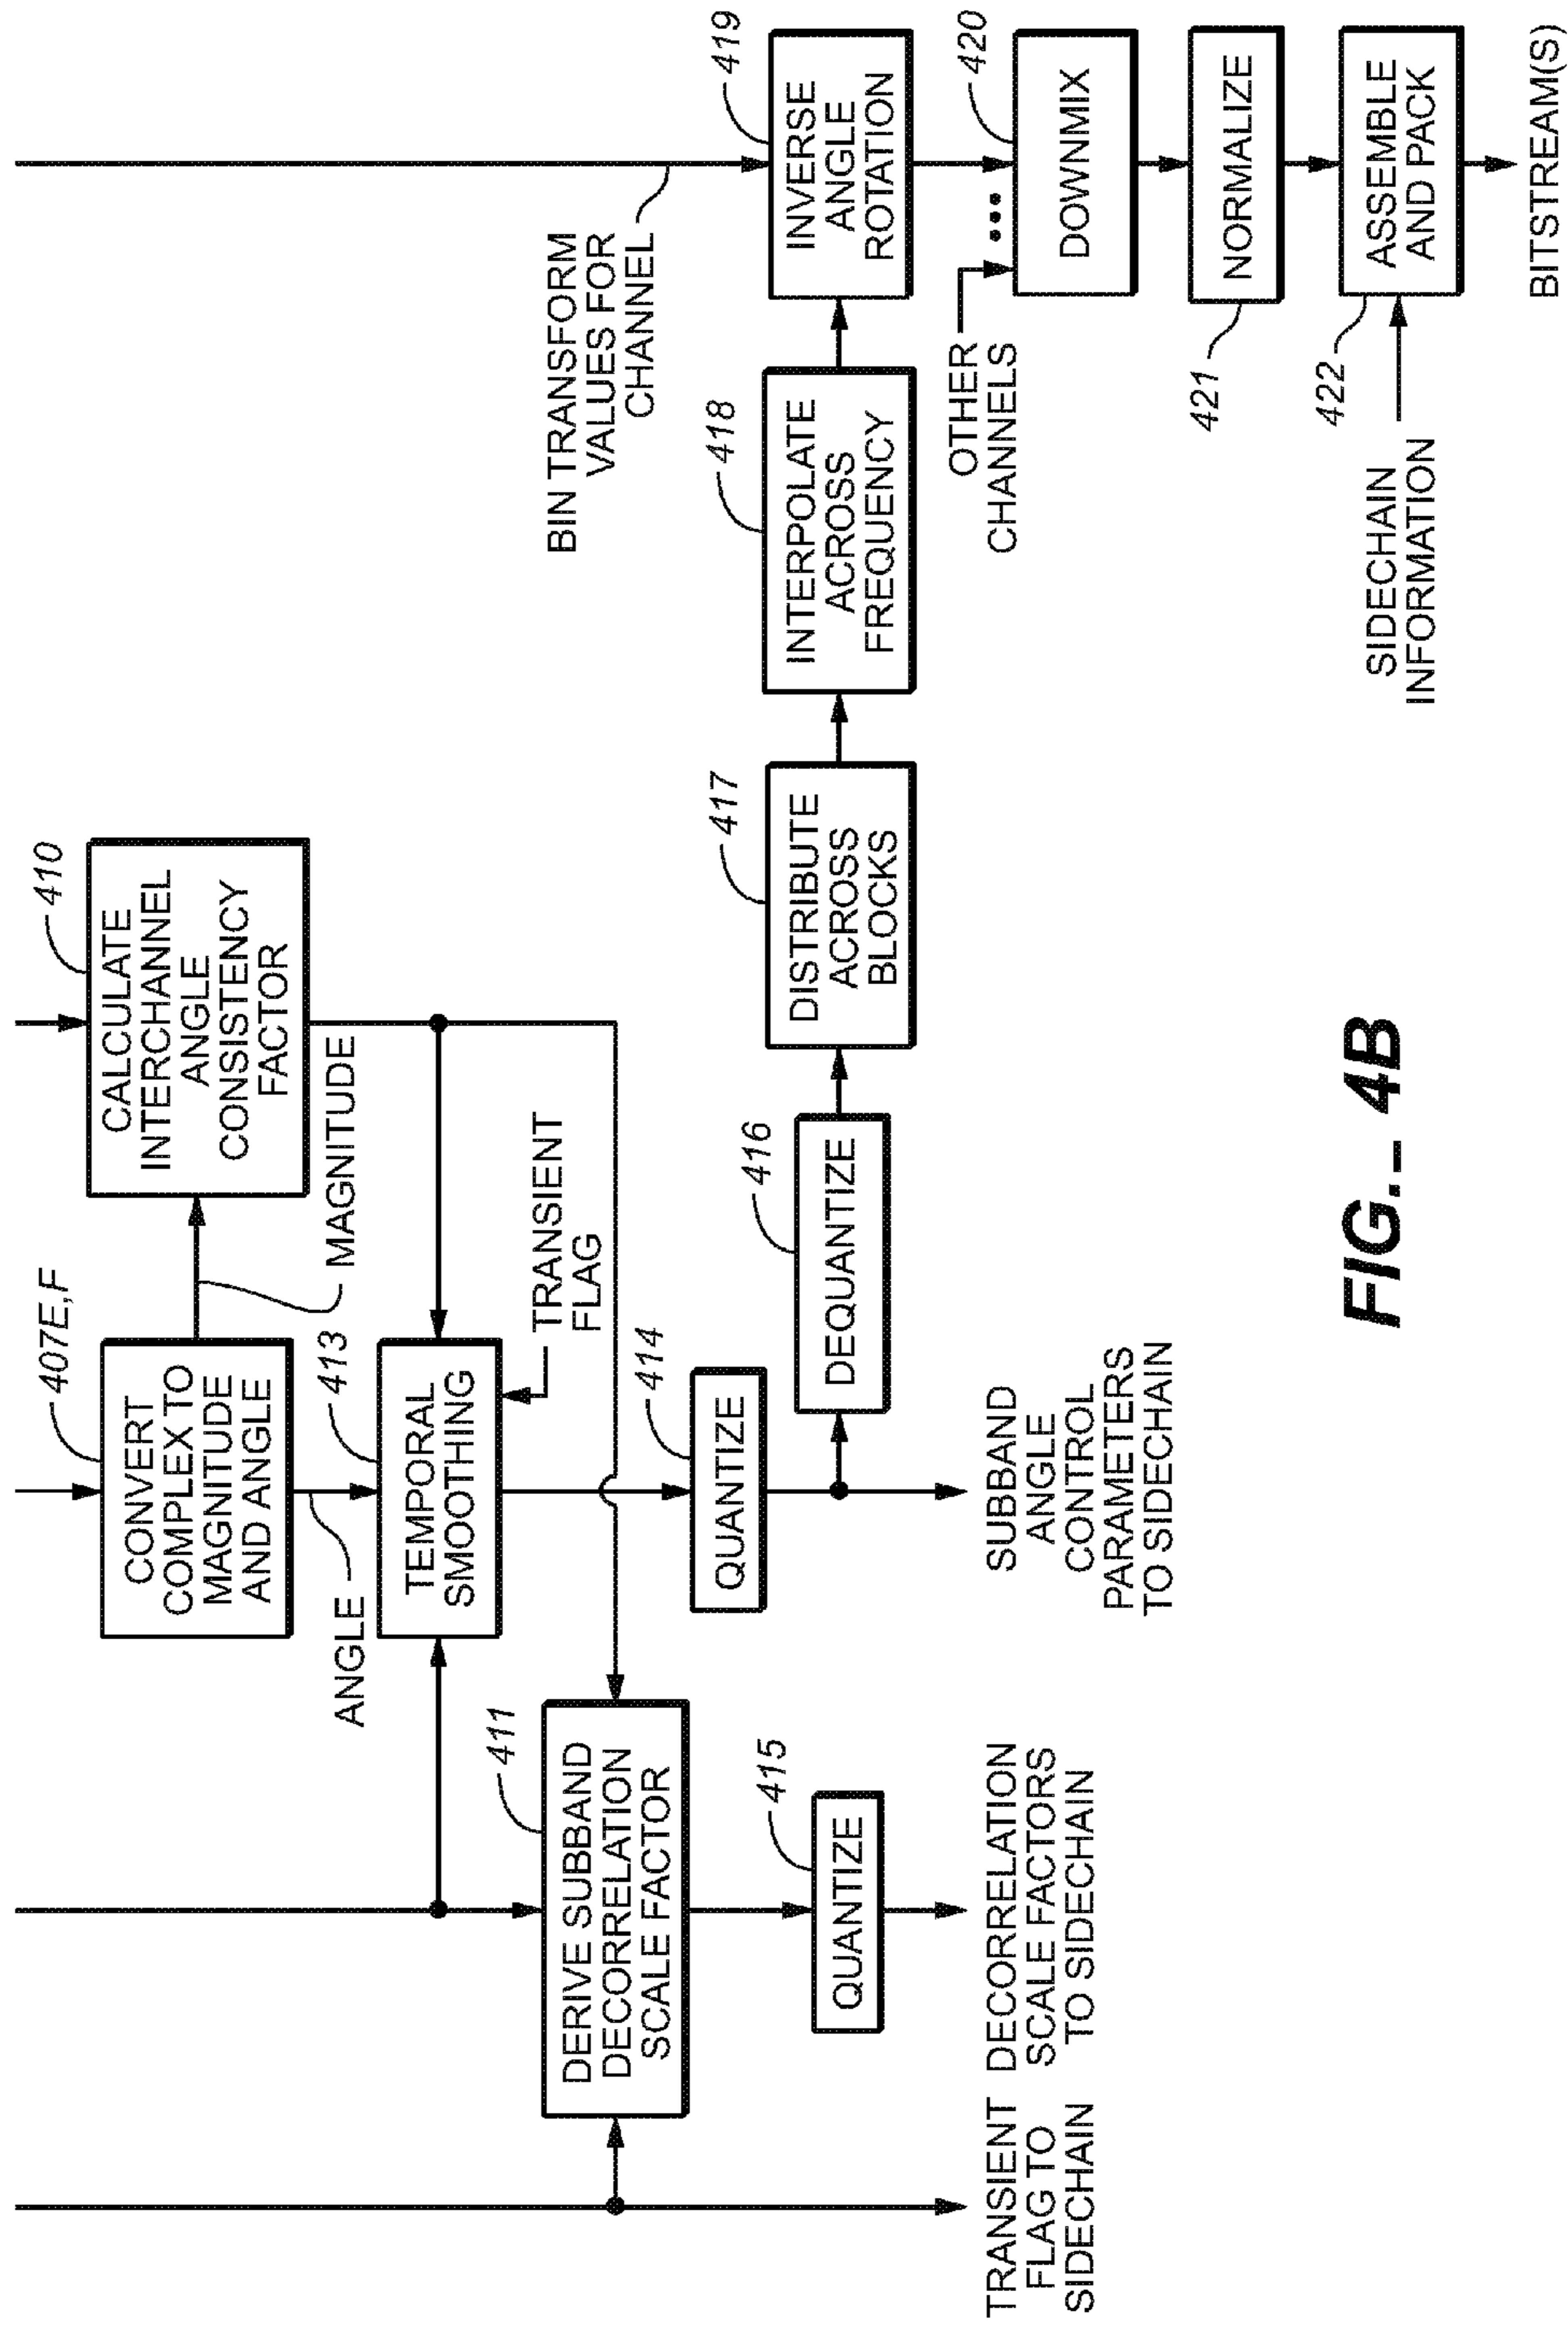 407E,F
CONVERT
COMPLEX TO
MAGNITUDE
AND ANGLE
410
CALCULATE
INTERCHANNEL
ANGLE
CONSISTENCY
FACTOR
MAGNITUDE
ANGLE
413
TEMPORAL
SMOOTHING
TRANSIENT
FLAG
411
DERIVE SUBBAND
DECORRELATION
SCALE FACTOR
414
QUANTIZE
415
QUANTIZE
416
DEQUANTIZE
417
DISTRIBUTE
ACROSS
BLOCKS
418
INTERPOLATE
ACROSS
FREQUENCY
BIN TRANSFORM
VALUES FOR
CHANNEL
419
INVERSE
ANGLE
ROTATION
OTHER
CHANNELS
420
DOWNMIX
421
NORMALIZE
422
ASSEMBLE
AND PACK
SIDECHAIN
INFORMATION
BITSTREAM(S)
TRANSIENT
FLAG TO
SIDECHAIN
DECORRELATION
SCALE FACTORS
TO SIDECHAIN
SUBBAND
ANGLE
CONTROL
PARAMETERS
TO SIDECHAIN
FIG.- 4B